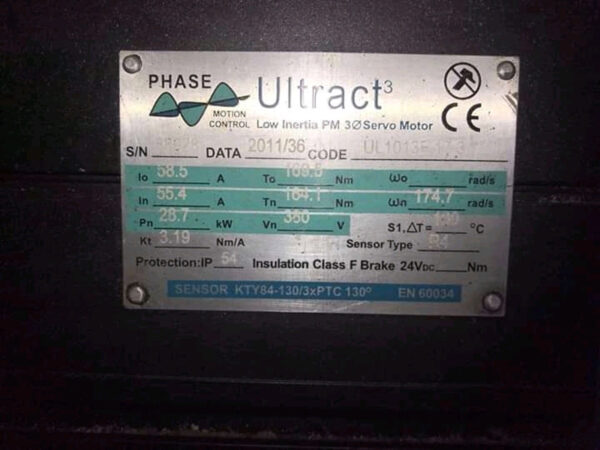 PHASE
MOTION
CONTROL
Ultract³
Low Inertia PM 3Ø Servo Motor
CE
S/N DATA 2011/36 CODE
Io 58.5 A To Nm ωo rad/s
In 55.4 A Tn 164.1 Nm ωn 174.7 rad/s
Pn 28.7 kW Vn 380 V S1, ΔT= °C
Kt 3.19 Nm/A Sensor Type
Protection:IP 54 Insulation Class F Brake 24VDC Nm
SENSOR KTY84-130/3xPTC 130° EN 60034